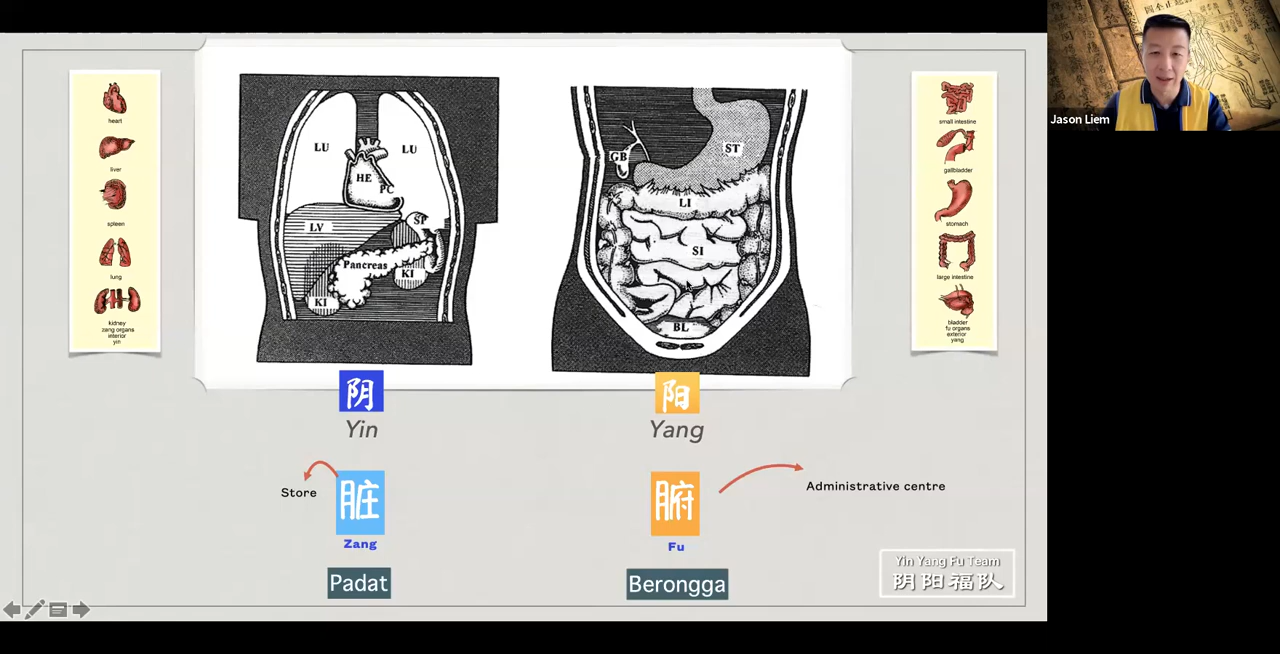 heart
liver
spleen
lung
kidney
zang organs
interior
yin
LU
LU
HE
PC
LV
SP
Pancreas
KI
KI
GB
ST
LI
SI
BL
small intestine
gallbladder
stomach
large intestine
bladder
fu organs
exterior
yang
Jason Liem
阴
Yin
阳
Yang
Store
脏
Zang
Padat
腑
Fu
Berongga
Administrative centre
Yin Yang Fu Team
阴阳福队